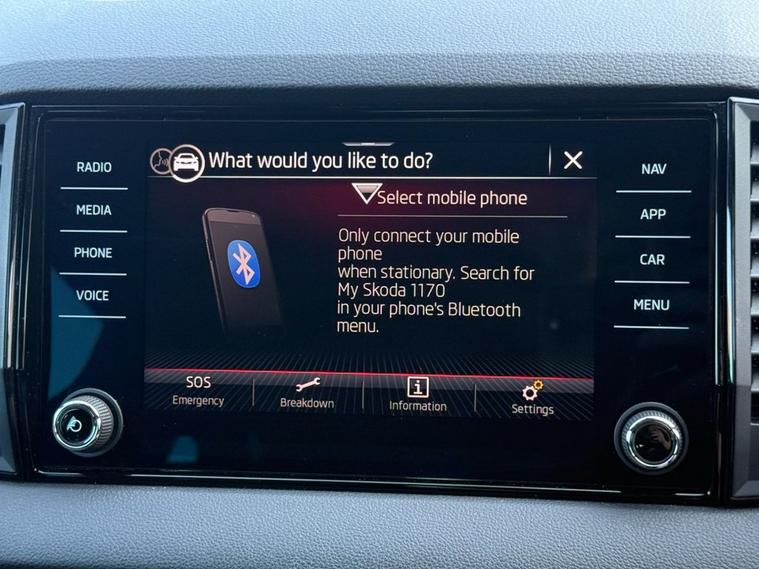 RADIO
MEDIA
PHONE
VOICE
What would you like to do?
Select mobile phone
Only connect your mobile
phone
when stationary. Search for
My Skoda 1170
in your phone's Bluetooth
menu.
SOS
Emergency
Breakdown
Information
Settings
NAV
APP
CAR
MENU